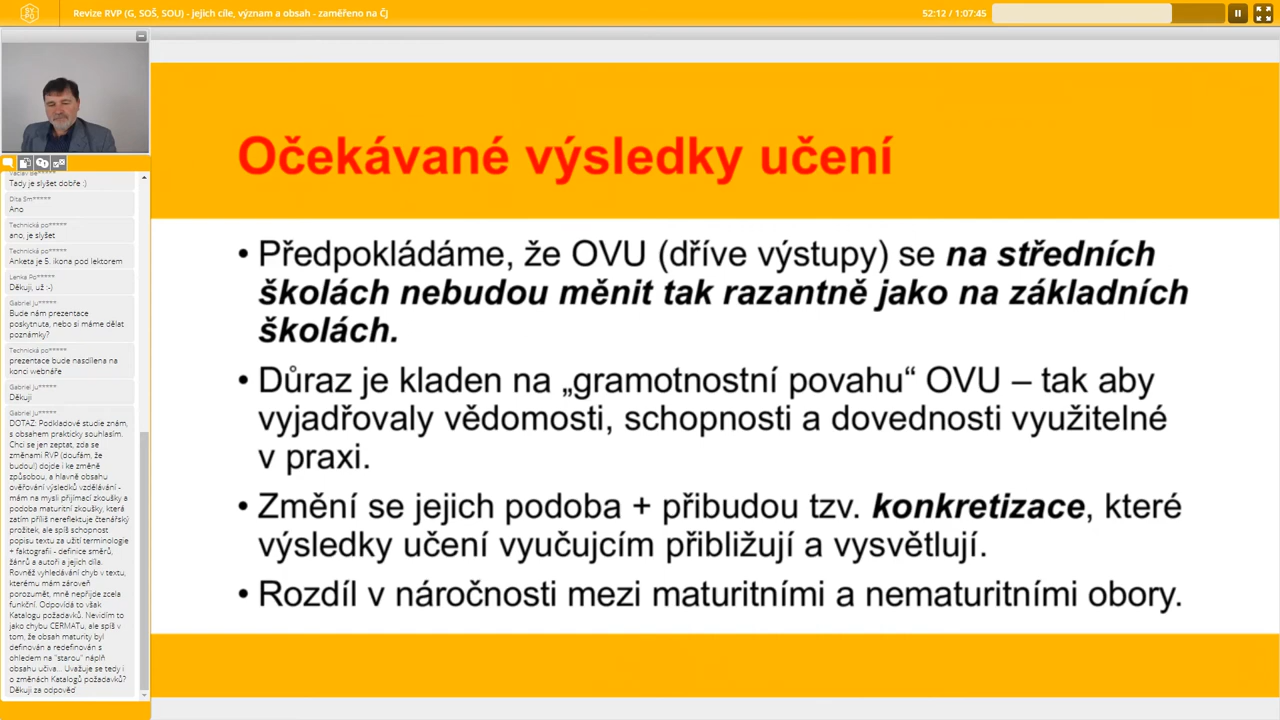 Revize RVP (G, SOŠ, SOU) - jejich cíle, význam a obsah - zaměřeno na Čj
52:12 / 1:07:45
Tady je slyšet dobře :)
Dita Sm*****
Ano
Technická po*****
ano, je slyšet
Technická po*****
Anketa je 5. ikona pod lektorem
Lenka Po*****
Děkuji, už :-)
Gabriel Ju*****
Bude nám prezentace
poskytnuta, nebo si máme dělat
poznámky?
Technická po*****
prezentace bude nasdílena na
konci webnáře
Gabriel Ju*****
Děkuji
Gabriel Ju*****
DOTAZ: Podkladové studie znám,
s obsahem prakticky souhlasím.
Chci se jen zeptat, zda se
změnami RVP (doufám, že
budou!) dojde i ke změně
způsobou, a hlavně obsahu
ověřování výsledků vzdělávání -
mám na mysli přijímací zkoušky a
podoba maturitní zkoušky, která
zatím příliš nereflektuje čtenářský
prožitek, ale spíš schopnost
popisu textu za užití terminologie
+ faktografii - definice směrů,
žánrů a autoři a jejich díla.
Rovněž vyhledávání chyb v textu,
kterému mám zároveň
porozumět, mně nepřijde zcela
funkční. Odpovídá to však
Katalogu požadavků. Nevidím to
jako chybu CERMATu, ale spíš v
tom, že obsah maturity byl
definován a redefinován s
ohledem na "starou" náplň
obsahu učiva... Uvažuje se tedy i
o změnách Katalogů požadavků?
Děkuji za odpověď
Očekávané výsledky učení
• Předpokládáme, že OVU (dříve výstupy) se na středních
školách nebudou měnit tak razantně jako na základních
školách.
• Důraz je kladen na „gramotnostní povahu“ OVU – tak aby
vyjadřovaly vědomosti, schopnosti a dovednosti využitelné
v praxi.
• Změní se jejich podoba + přibudou tzv. konkretizace, které
výsledky učení vyučujcím přibližují a vysvětlují.
• Rozdíl v náročnosti mezi maturitními a nematuritními obory.